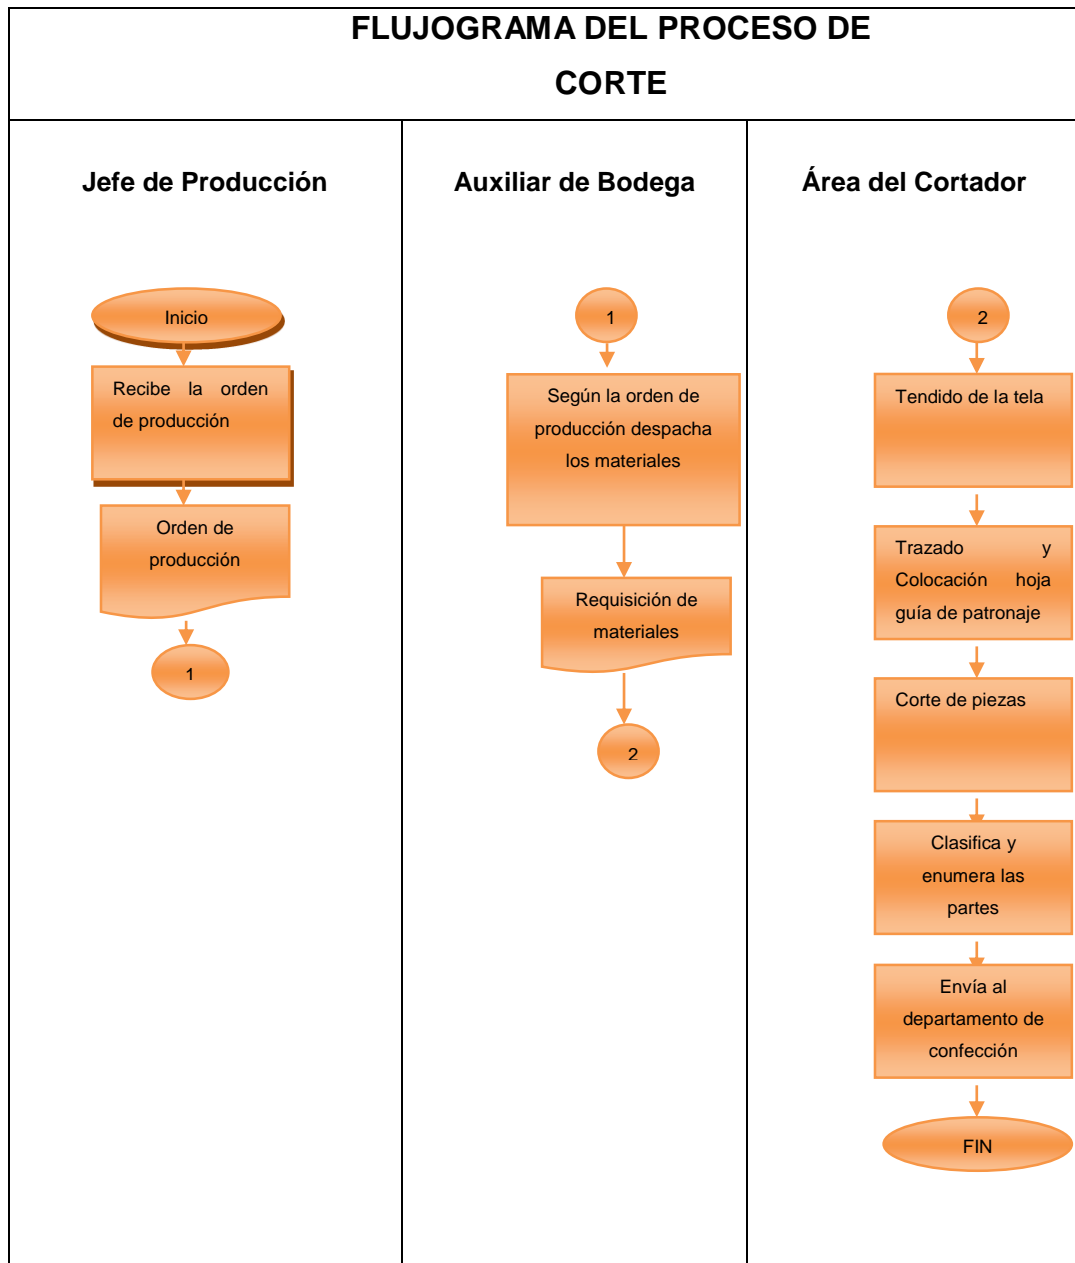 FLUJOGRAMA DEL PROCESO DE
CORTE
Jefe de Producción
Auxiliar de Bodega
Área del Cortador
Inicio
Recibe la orden
de producción
Orden de
producción
1
1
Según la orden de
producción despacha
los materiales
Requisición de
materiales
2
2
Tendido de la tela
Trazado y
Colocación hoja
guía de patronaje
Corte de piezas
Clasifica y
enumera las
partes
Envía al
departamento de
confección
FIN